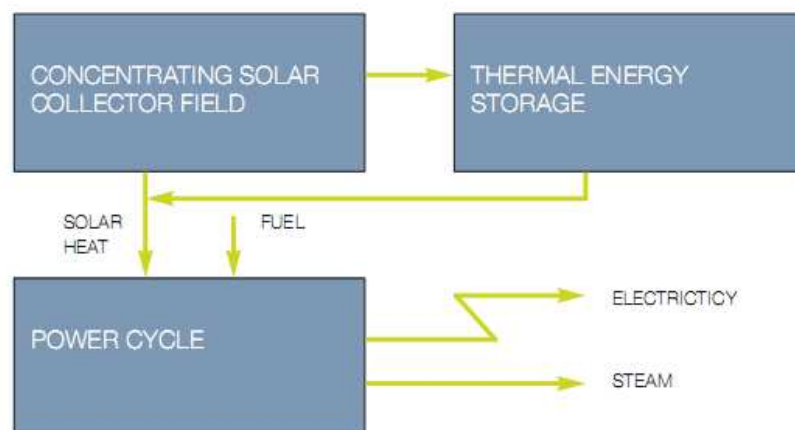 CONCENTRATING SOLAR
COLLECTOR FIELD
THERMAL ENERGY
STORAGE
SOLAR
HEAT
FUEL
POWER CYCLE
ELECTRICTICY
STEAM